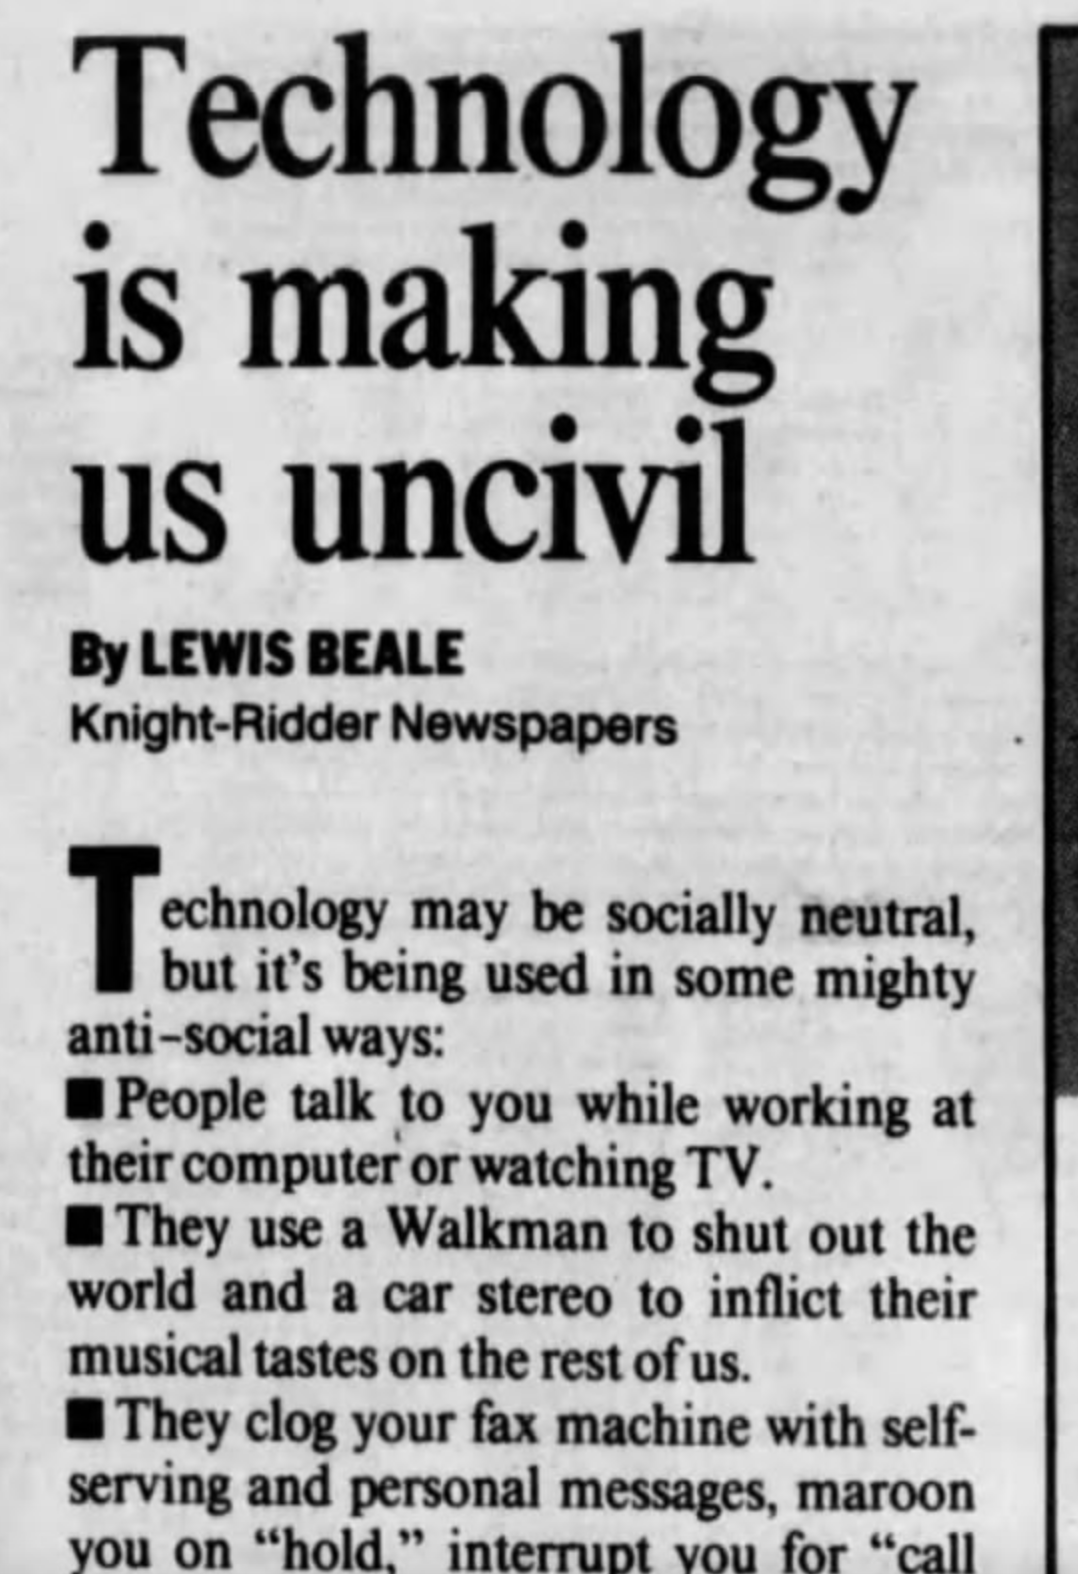 Technology
is making
us uncivil
By LEWIS BEALE
Knight-Ridder Newspapers
Technology may be socially neutral,
but it's being used in some mighty
anti-social ways:
■ People talk to you while working at
their computer or watching TV.
■ They use a Walkman to shut out the
world and a car stereo to inflict their
musical tastes on the rest of us.
■ They clog your fax machine with self-
serving and personal messages, maroon
you on “hold,” interrupt you for “call